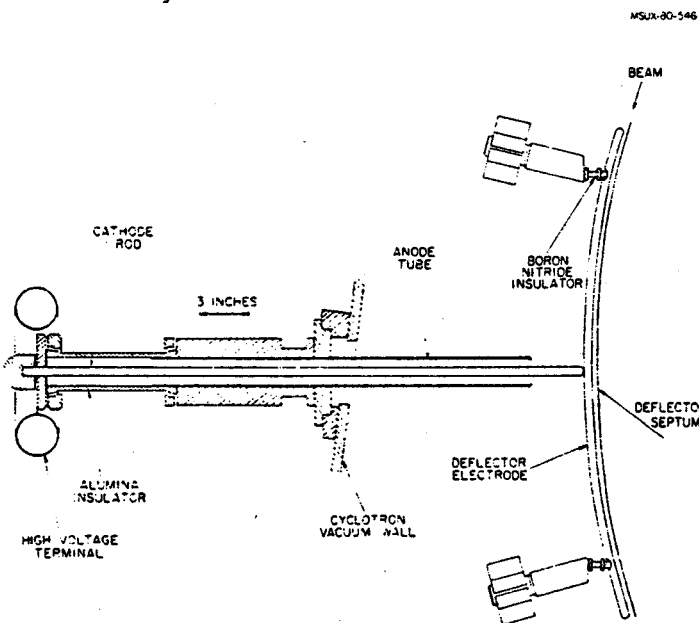 MSUX-80-546
BEAM
CATHODE
ROD
ANODE
TUBE
BORON
NITRIDE
INSULATOR
3 INCHES
DEFLECTO
SEPTUM
DEFLECTOR
ELECTRODE
ALUMINA
INSULATOR
CYCLOTRON
VACUUM WALL
HIGH VOLTAGE
TERMINAL